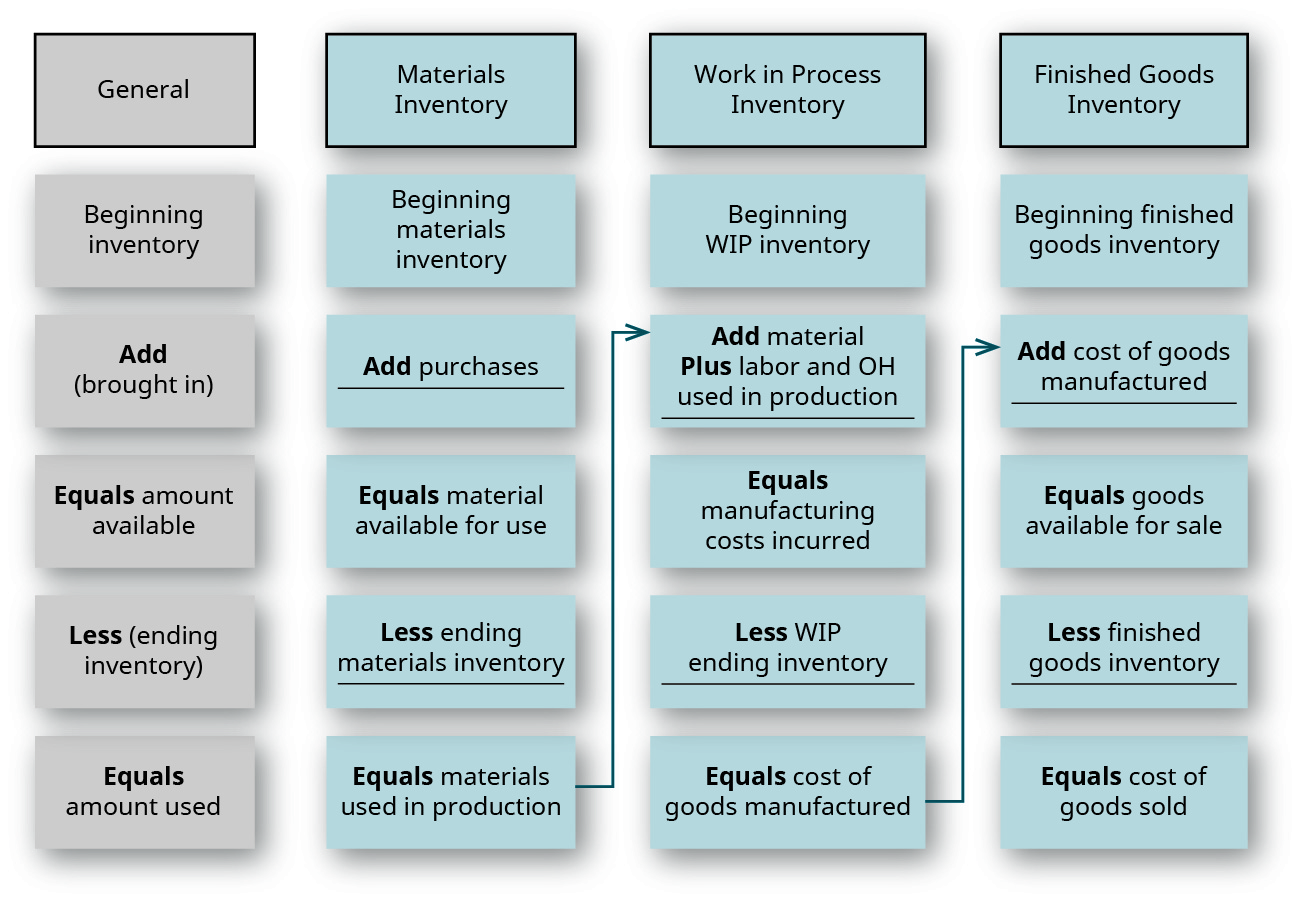 General
Materials
Inventory
Work in Process
Inventory
Finished Goods
Inventory
Beginning
inventory
Beginning
materials
inventory
Beginning
WIP inventory
Beginning finished
goods inventory
Add
(brought in)
Add purchases
Add material
Plus labor and OH
used in production
Add cost of goods
manufactured
Equals amount
available
Equals material
available for use
Equals
manufacturing
costs incurred
Equals goods
available for sale
Less (ending
inventory)
Less ending
materials inventory
Less WIP
ending inventory
Less finished
goods inventory
Equals
amount used
Equals materials
used in production
Equals cost of
goods manufactured
Equals cost of
goods sold